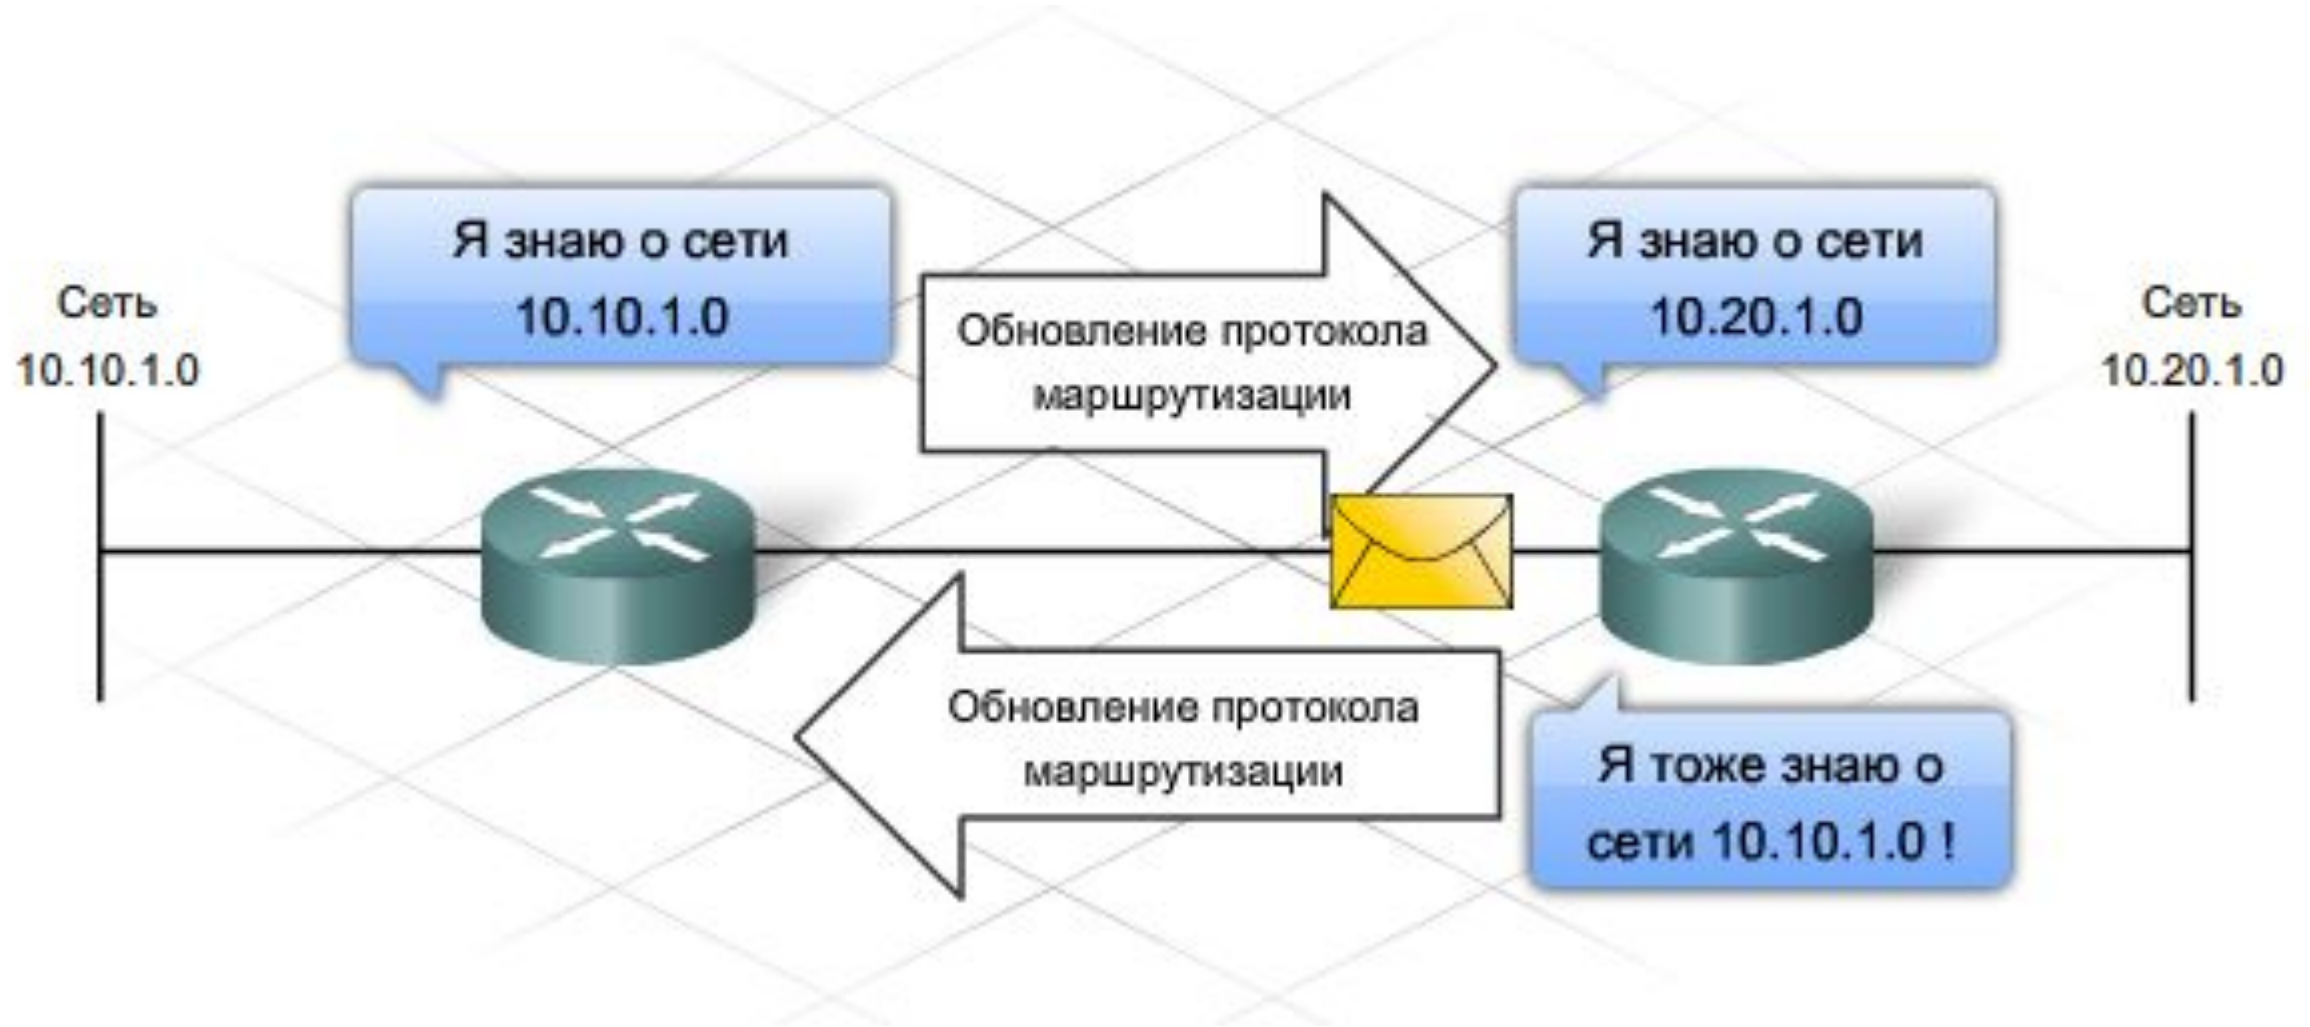 Сеть
10.10.1.0
Я знаю о сети
10.10.1.0
Обновление протокола
маршрутизации
Я знаю о сети
10.20.1.0
Сеть
10.20.1.0
Обновление протокола
маршрутизации
Я тоже знаю о
сети 10.10.1.0 !